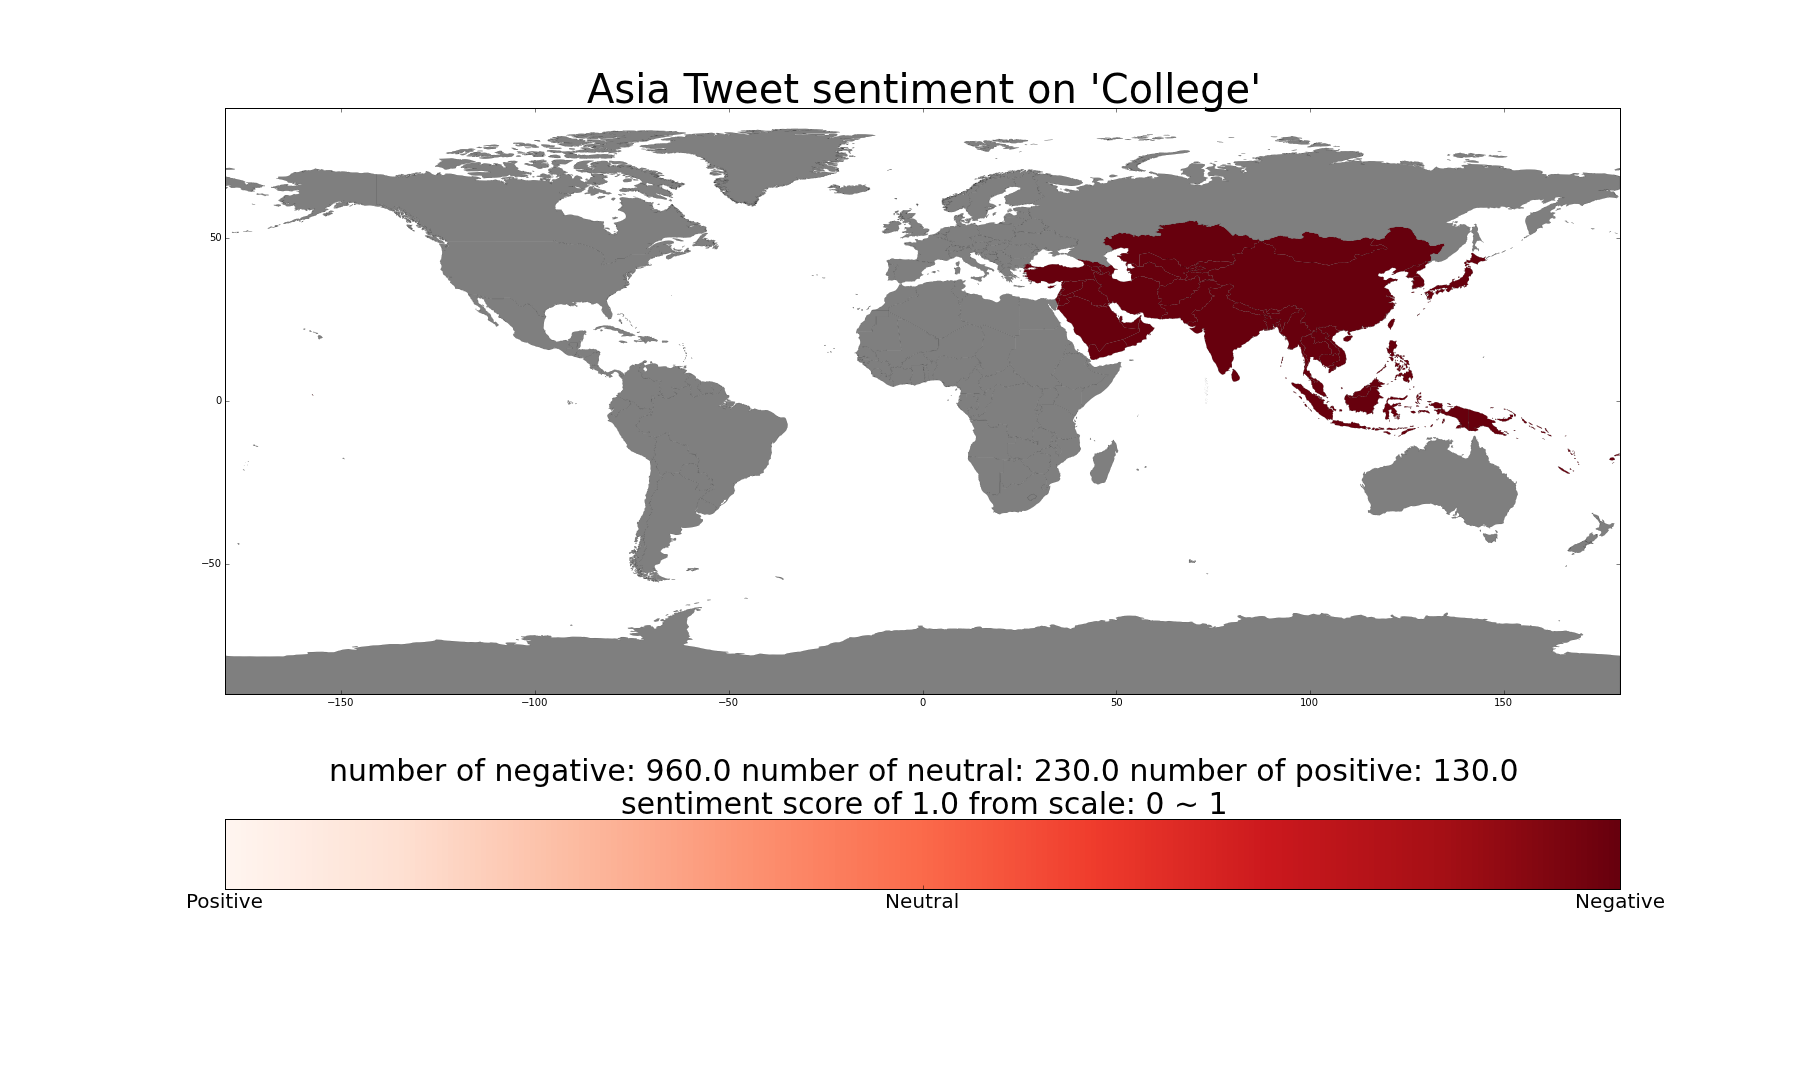 Asia Tweet sentiment on 'College'
50
0
−50
−150 −100 −50 0 50 100 150
number of negative: 960.0 number of neutral: 230.0 number of positive: 130.0
sentiment score of 1.0 from scale: 0 ~ 1
Positive Neutral Negative